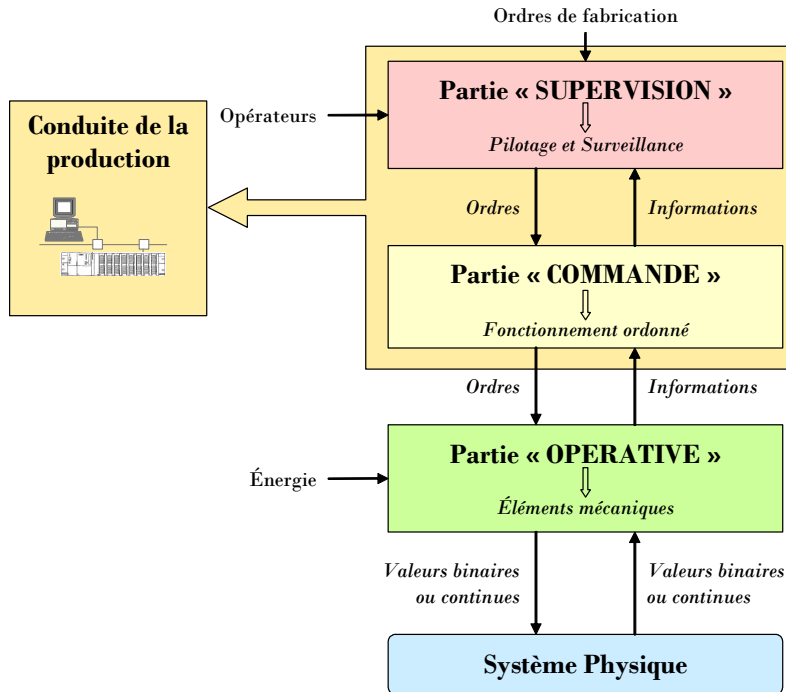 Ordres de fabrication
Partie « SUPERVISION »
Opérateurs
Pilotage et Surveillance
Conduite de la
production
Ordres
Informations
Partie « COMMANDE »
Fonctionnement ordonné
Ordres
Informations
Partie « OPERATIVE »
Énergie
Éléments mécaniques
Valeurs binaires
ou continues
Valeurs binaires
ou continues
Système Physique